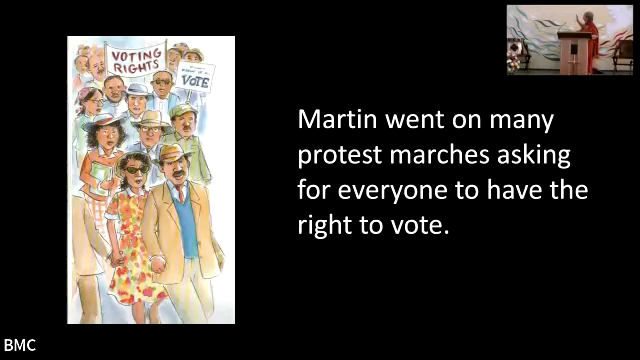 VOTING
RIGHTS
VOTE
Martin went on many
protest marches asking
for everyone to have the
right to vote.
BMC